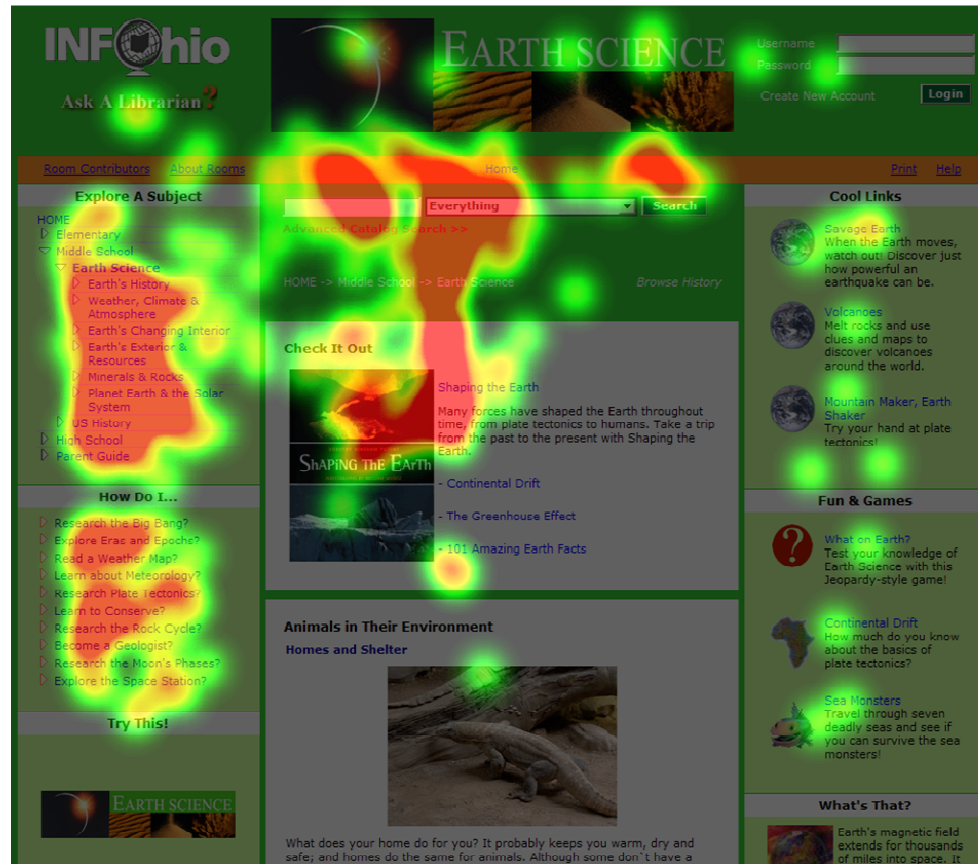 INFOhio
Ask A Librarian?
EARTH SCIENCE
Username
Password
Create New Account
Login
Room Contributors
About Rooms
Home
Print
Help
Explore A Subject
HOME
Elementary
Middle School
Earth Science
Earth's History
Weather, Climate &
Atmosphere
Earth's Changing Interior
Earth's Exterior &
Resources
Minerals & Rocks
Planet Earth & the Solar
System
US History
High School
Parent Guide
How Do I...
Research the Big Bang?
Explore Eras and Epochs?
Read a Weather Map?
Learn about Meteorology?
Research Plate Tectonics?
Learn to Conserve?
Research the Rock Cycle?
Become a Geologist?
Research the Moon's Phases?
Explore the Space Station?
Try This!
EARTH SCIENCE
Everything
Search
Advanced Catalog Search >>
HOME -> Middle School -> Earth Science
Browse History
Check It Out
SHAPING THE EARTH
Shaping the Earth
Many forces have shaped the Earth throughout
time, from plate tectonics to humans. Take a trip
from the past to the present with Shaping the
Earth.
- Continental Drift
- The Greenhouse Effect
- 101 Amazing Earth Facts
Animals in Their Environment
Homes and Shelter
What does your home do for you? It probably keeps you warm, dry and
safe; and homes do the same for animals. Although some don't have a
Cool Links
Savage Earth
When the Earth moves,
watch out! Discover just
how powerful an
earthquake can be.
Volcanoes
Melt rocks and use
clues and maps to
discover volcanoes
around the world.
Mountain Maker, Earth
Shaker
Try your hand at plate
tectonics!
Fun & Games
What on Earth?
Test your knowledge of
Earth Science with this
Jeopardy-style game!
Continental Drift
How much do you know
about the basics of
plate tectonics?
Sea Monsters
Travel through seven
deadly seas and see if
you can survive the sea
monsters!
What's That?
Earth's magnetic field
extends for thousands
of miles into space. It